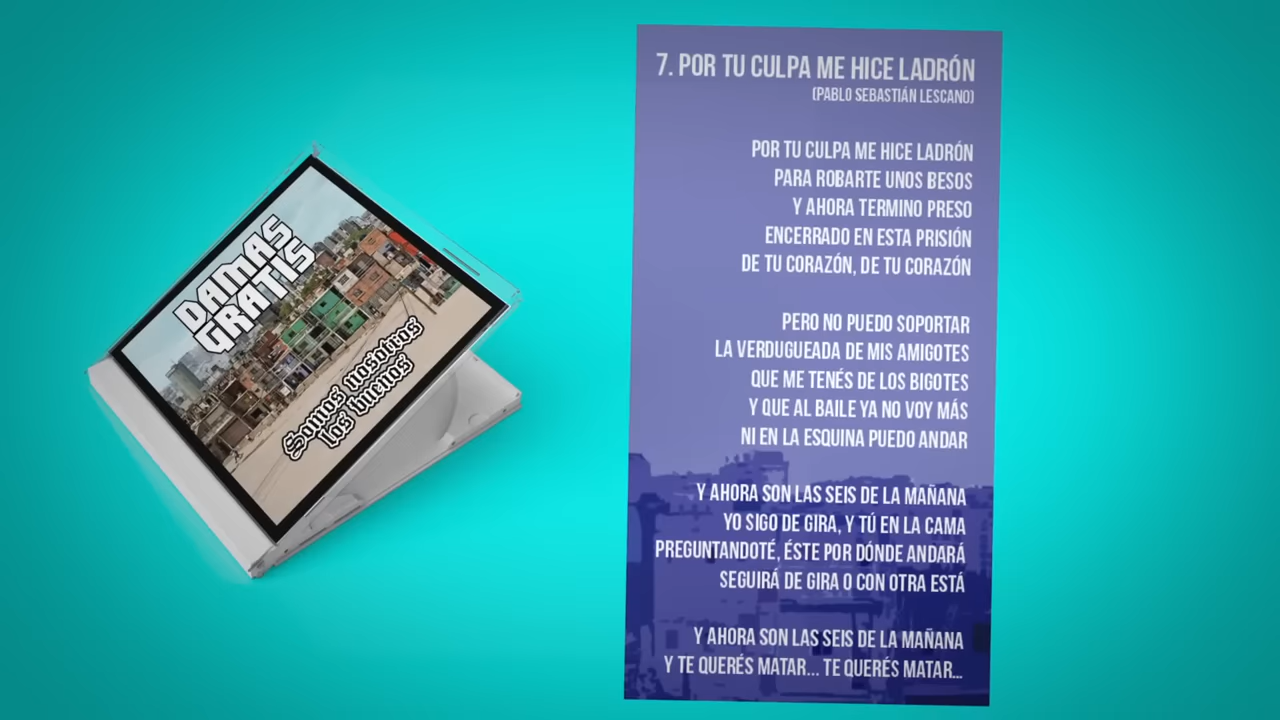 DAMAS
GRATIS
Somos nosotros
los buenos
7. POR TU CULPA ME HICE LADRÓN
(PABLO SEBASTIÁN LESCANO)
POR TU CULPA ME HICE LADRÓN
PARA ROBARTE UNOS BESOS
Y AHORA TERMINO PRESO
ENCERRADO EN ESTA PRISIÓN
DE TU CORAZÓN, DE TU CORAZÓN
PERO NO PUEDO SOPORTAR
LA VERDUGUEADA DE MIS AMIGOTES
QUE ME TENÉS DE LOS BIGOTES
Y QUE AL BAILE YA NO VOY MÁS
NI EN LA ESQUINA PUEDO ANDAR
Y AHORA SON LAS SEIS DE LA MAÑANA
YO SIGO DE GIRA, Y TÚ EN LA CAMA
PREGUNTANDOTÉ, ÉSTE POR DÓNDE ANDARÁ
SEGUIRÁ DE GIRA O CON OTRA ESTÁ
Y AHORA SON LAS SEIS DE LA MAÑANA
Y TE QUERÉS MATAR... TE QUERÉS MATAR...